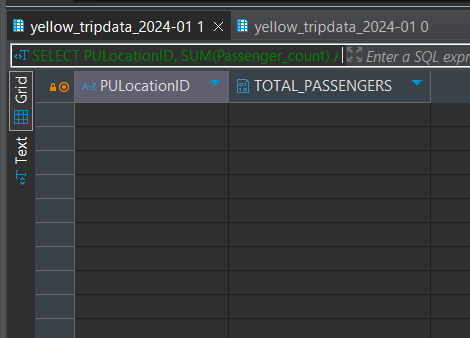 yellow_tripdata_2024-01 1
yellow_tripdata_2024-01 0
SELECT PULocationID, SUM(Passenger_count) A
Enter a SQL expr
A-Z PULocationID
TOTAL_PASSENGERS
Grid
Text